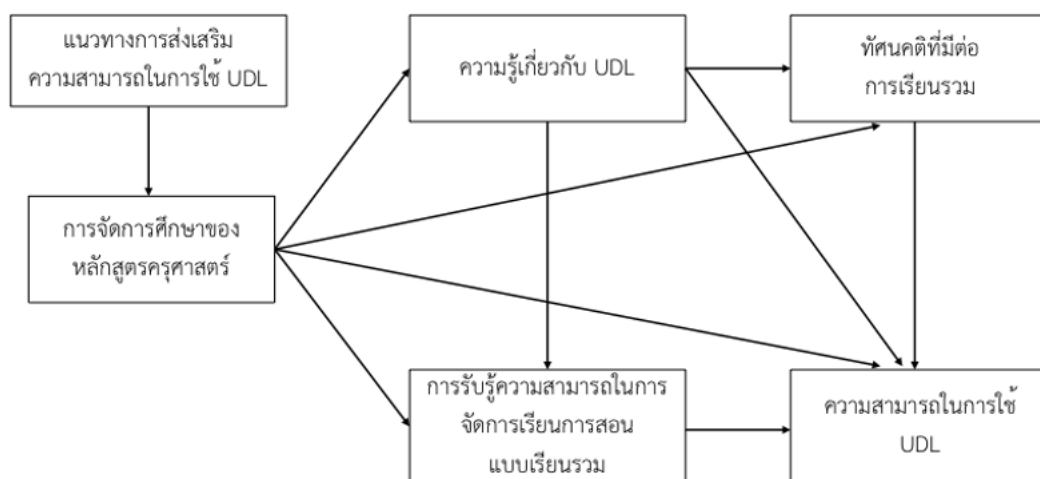 แนวทางการส่งเสริม
ความสามารถในการใช้ UDL
ความรู้เกี่ยวกับ UDL
ทัศนคติที่มีต่อ
การเรียนรวม
การจัดการศึกษาของ
หลักสูตรครุศาสตร์
การรับรู้ความสามารถในการ
จัดการเรียนการสอน
แบบเรียนรวม
ความสามารถในการใช้
UDL